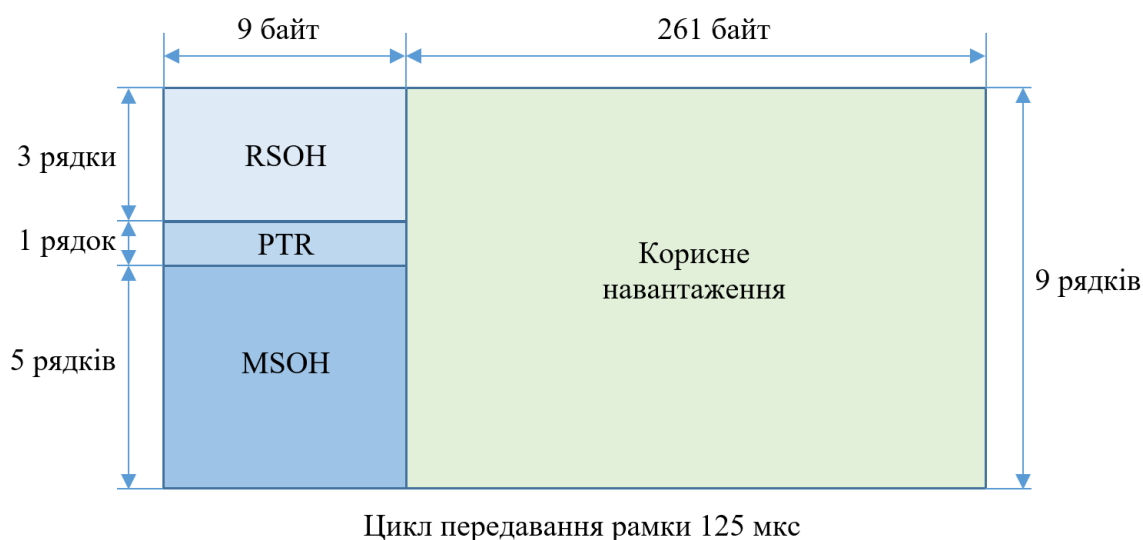 9 байт
261 байт
3 рядки
RSOH
1 рядок
PTR
Корисне
навантаження
9 рядків
5 рядків
MSOH
Цикл передавання рамки 125 мкс